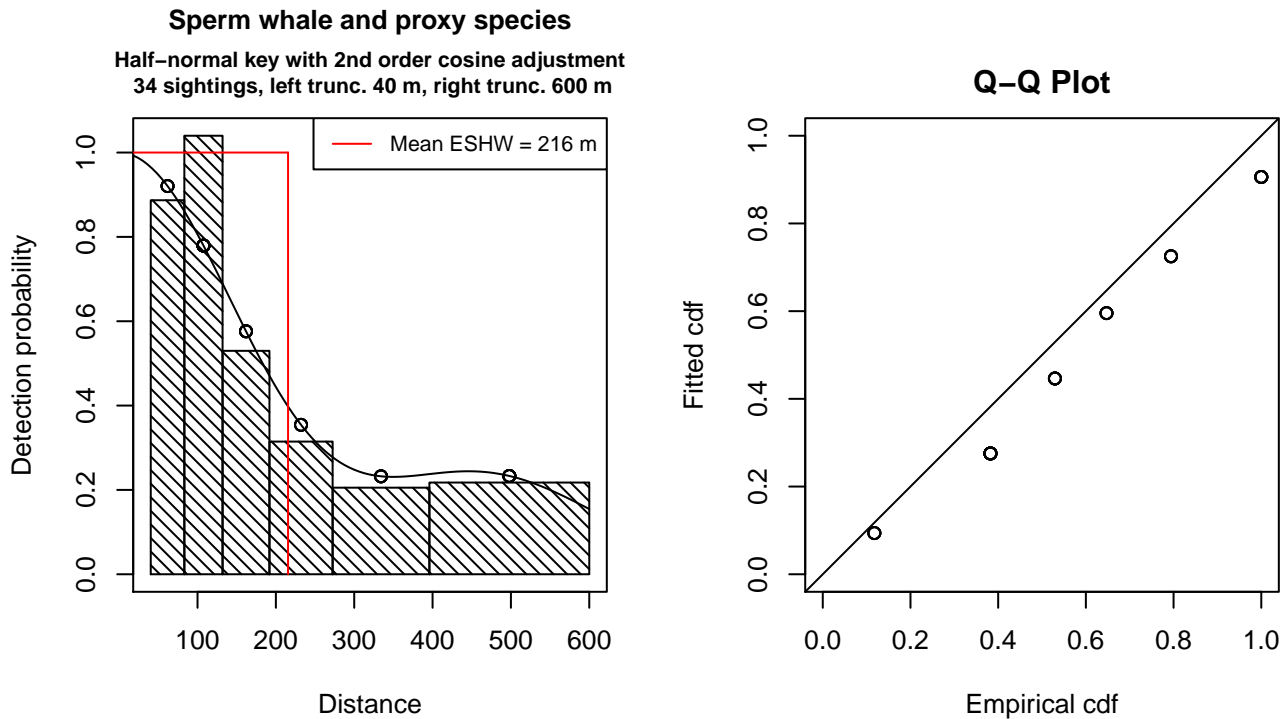 Sperm whale and proxy species
Half−normal key with 2nd order cosine adjustment
34 sightings, left trunc. 40 m, right trunc. 600 m
Mean ESHW = 216 m
Detection probability
0.0 0.2 0.4 0.6 0.8 1.0
100 200 300 400 500 600
Distance
Q−Q Plot
Fitted cdf
0.0 0.2 0.4 0.6 0.8 1.0
0.0 0.2 0.4 0.6 0.8 1.0
Empirical cdf